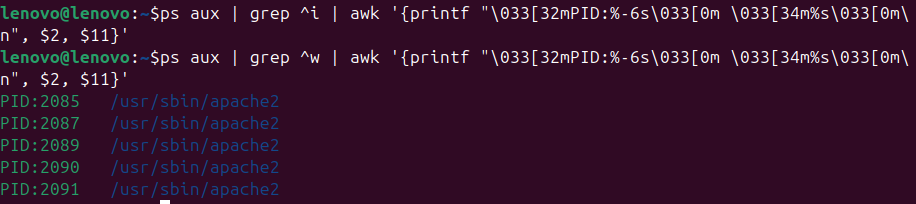 lenovo@lenovo:~$ps aux | grep ^i | awk '{printf "\033[32mPID:%-6s\033[0m \033[34m%s\033[0m\
n", $2, $11}'
lenovo@lenovo:~$ps aux | grep ^w | awk '{printf "\033[32mPID:%-6s\033[0m \033[34m%s\033[0m\
n", $2, $11}'
PID:2085   /usr/sbin/apache2
PID:2087   /usr/sbin/apache2
PID:2089   /usr/sbin/apache2
PID:2090   /usr/sbin/apache2
PID:2091   /usr/sbin/apache2